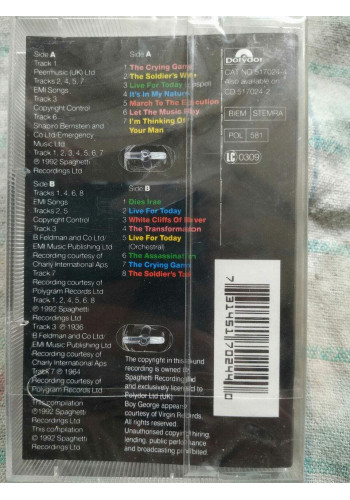 Side A
Track 1
Peermusic (UK) Ltd
Tracks 2, 4, 5, 7
EMI Songs
Track 3
Copyright Control
Track 6
Shapiro Bernstein and
Co Ltd/Emergency
Music Ltd
Track 1, 2, 3, 4, 5, 6, 7
℗ 1992 Spaghetti
Recordings Ltd
Side B
Tracks 1, 4, 6, 8
EMI Songs
Tracks 2, 5
Copyright Control
Track 3
B Feldman and Co Ltd/
EMI Music Publishing Ltd
Recording courtesy of
Charly International Aps
Track 7
Recording courtesy of
Polygram Records Ltd
Track 1, 2, 4, 5, 6, 8
℗ 1992 Spaghetti
Recordings Ltd
Track 3 ℗ 1936
B Feldman and Co Ltd/
EMI Music Publishing Ltd
Recording courtesy of
Charly International Aps
Track 7 ℗ 1964
Recording courtesy of
Polygram Records Ltd
This compilation
℗ 1992 Spaghetti
Recordings Ltd
This compilation
© 1992 Spaghetti
Recordings Ltd
Side A
1 The Crying Game
2 The Soldier's Wife
3 Live For Today
4 It's In My Nature
5 March To The Execution
6 Let The Music Play
7 I'm Thinking Of
Your Man
Side B
1 Dies Irae
2 Live For Today
3 White Cliffs Of Dover
4 The Transformation
5 Live For Today
(Orchestral)
6 The Assassination
7 The Crying Game
8 The Soldier's Tale
The copyright in this sound
recording is owned by
Spaghetti Recordings Ltd
and exclusively licensed to
Polydor Ltd (UK)
Boy George appears
courtesy of Virgin Records.
All rights reserved.
Unauthorised copying, hiring,
lending, public performance
and broadcasting prohibited.
polydor
CAT NO 517024-
Also available on
CD 517024-2
BIEM STEMRA
PDL 581
LC 0309
7 31451 70244 0